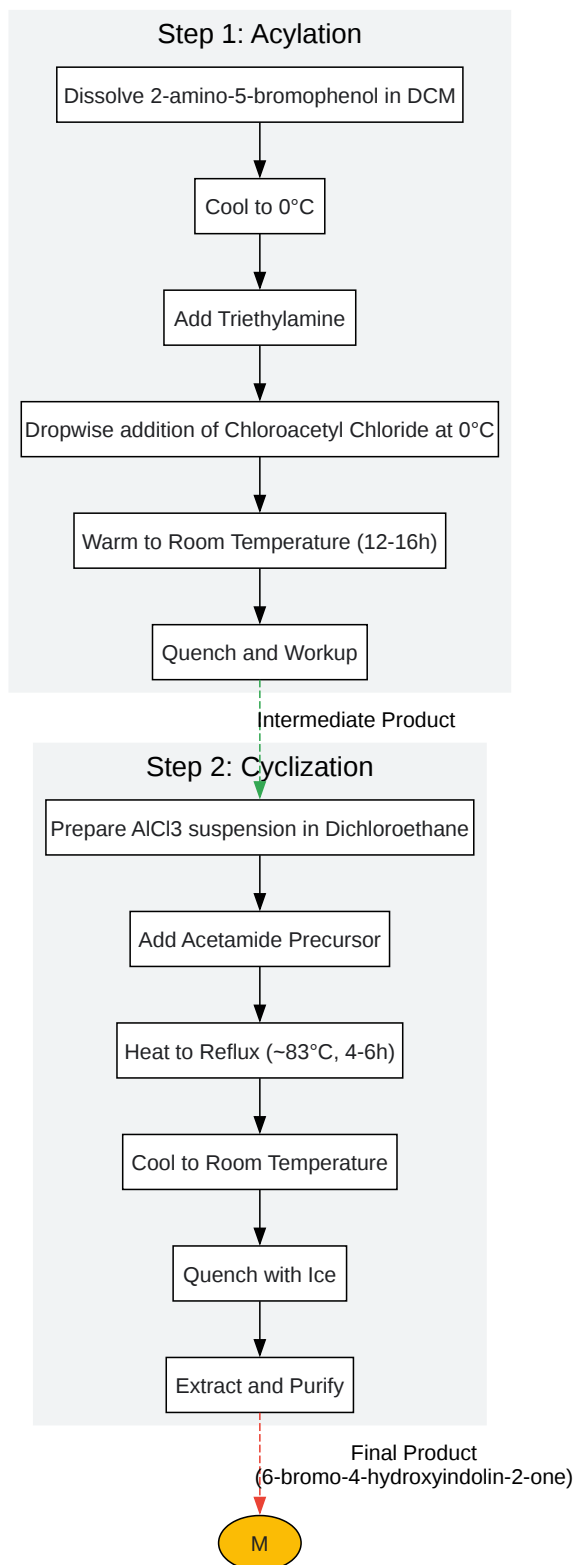 Step 1: Acylation
Dissolve 2-amino-5-bromophenol in DCM
Cool to 0°C
Add Triethylamine
Dropwise addition of Chloroacetyl Chloride at 0°C
Warm to Room Temperature (12-16h)
Quench and Workup
Intermediate Product
Step 2: Cyclization
Prepare AlCl3 suspension in Dichloroethane
Add Acetamide Precursor
Heat to Reflux (~83°C, 4-6h)
Cool to Room Temperature
Quench with Ice
Extract and Purify
Final Product
(6-bromo-4-hydroxyindolin-2-one)
M